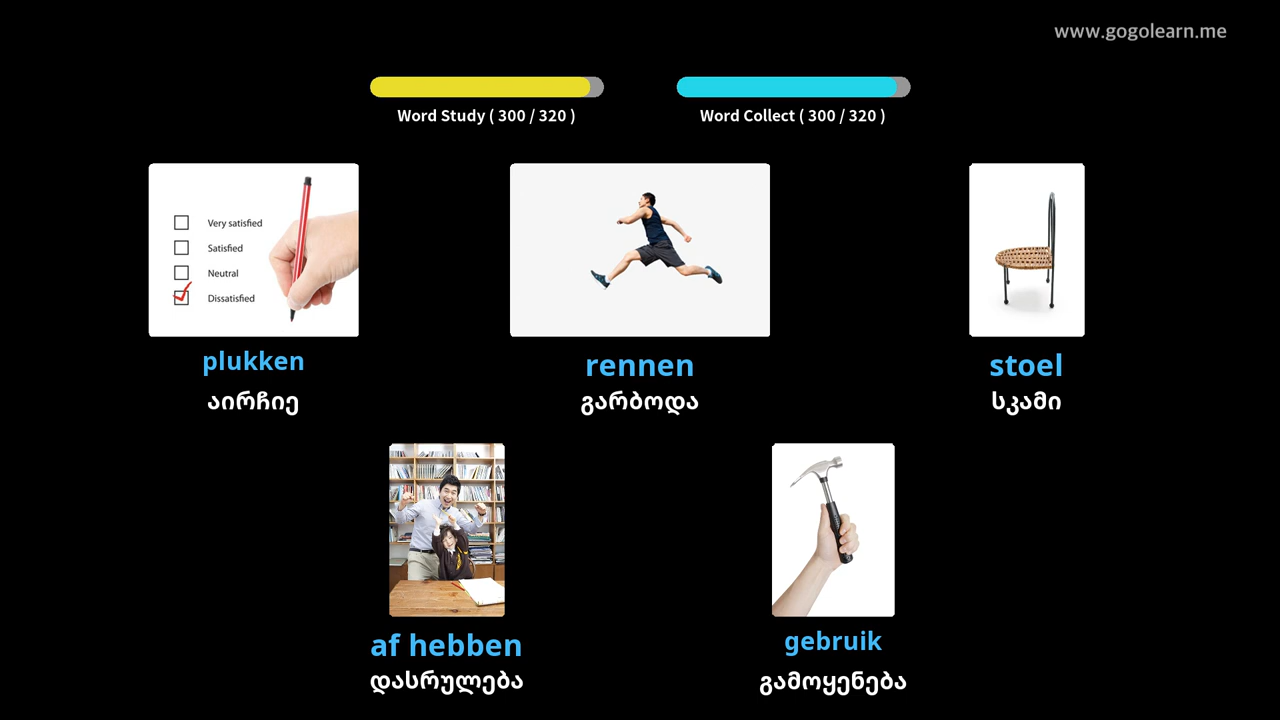 www.gogolearn.me
Word Study ( 300 / 320 )
Word Collect ( 300 / 320 )
Very satisfied
Satisfied
Neutral
Dissatisfied
plukken
rennen
stoel
აირჩიე
გარბოდა
სკამი
af hebben
gebruik
დასრულება
გამოყენება